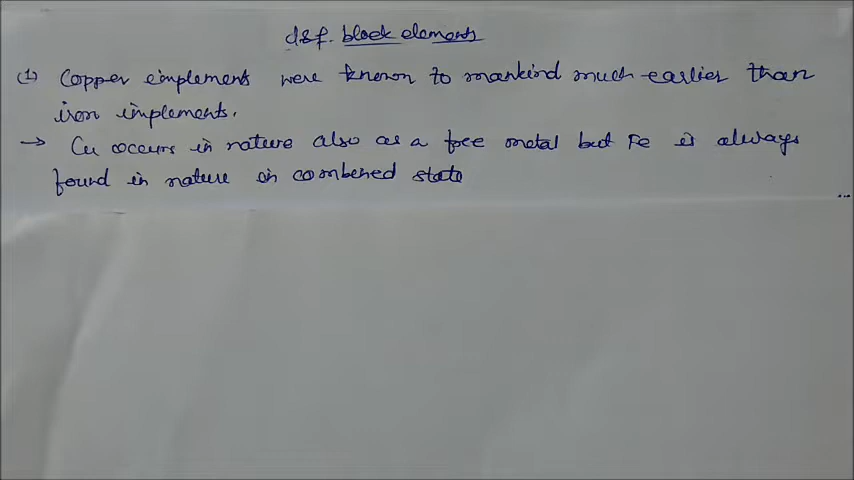 d.&f. block elements
(1) Copper implements were known to mankind much earlier than
iron implements.
→ Cu occurs in nature also as a free metal but Fe is always
found in nature in combined state